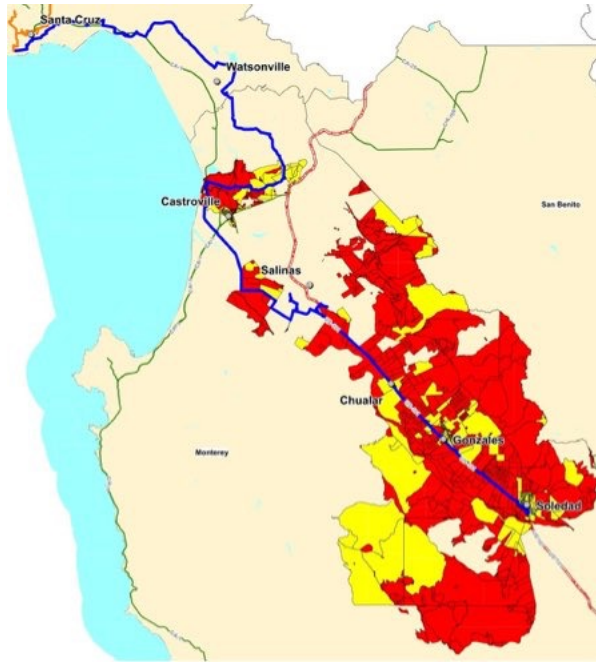 Santa Cruz
Watsonville
Castroville
San Benito
Salinas
Chualar
Gonzales
Monterey
Soledad